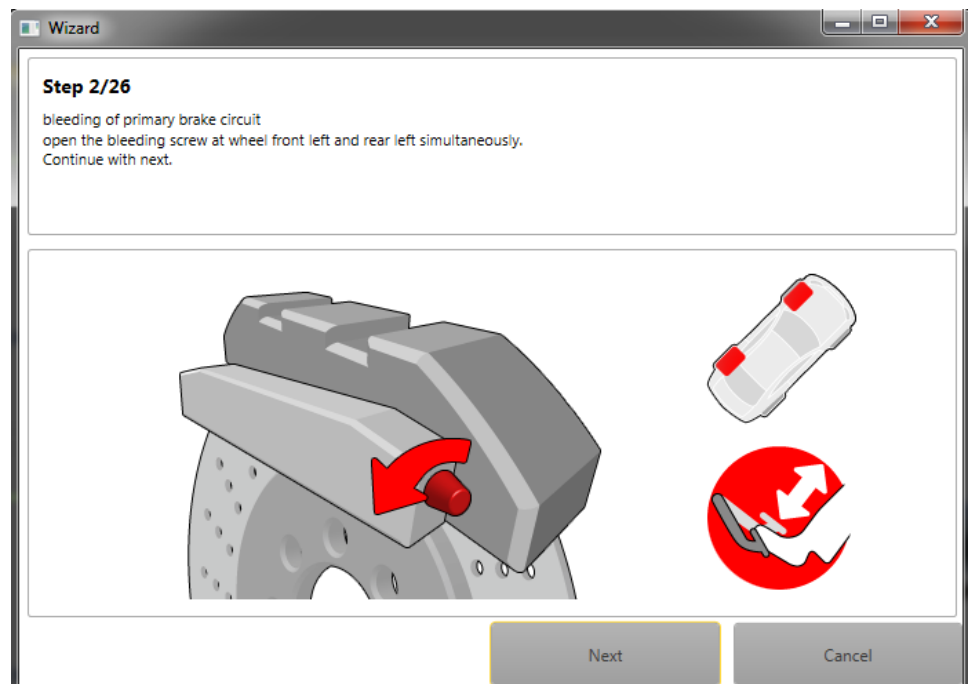 Wizard
Step 2/26
bleeding of primary brake circuit
open the bleeding screw at wheel front left and rear left simultaneously.
Continue with next.
Next
Cancel